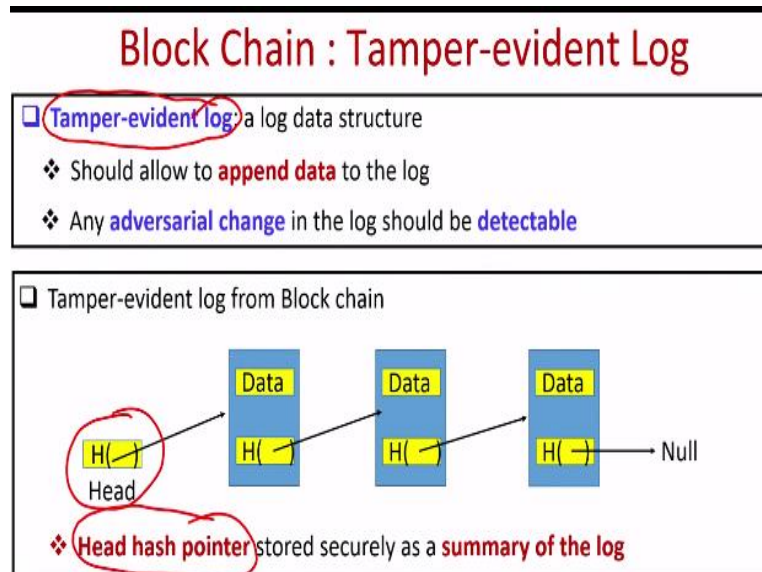 Block Chain : Tamper-evident Log
❑ Tamper-evident log: a log data structure
❖ Should allow to append data to the log
❖ Any adversarial change in the log should be detectable
❑ Tamper-evident log from Block chain
Data Data Data
H( ) H( ) H( ) H( ) Null
Head
❖ Head hash pointer stored securely as a summary of the log